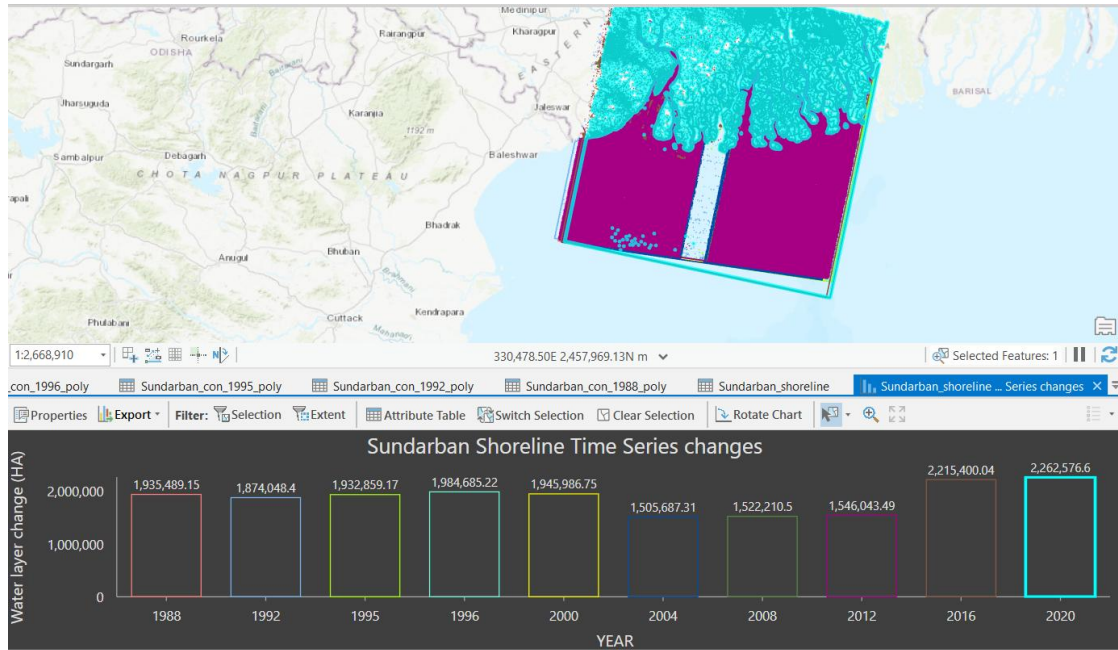 Medinipur
Rourkela
Rairangpur
Kharagpur
ODISHA
EASTERN
Sundargarh
BARISAL
Jharsuguda
Karanjia
Jaleswar
1192 m
Sambalpur
Debagarh
Baleshwar
CHOTA NAGPUR PLATEAU
Bhadrak
Anugul
Bhuban
Brahmani
Kendrapara
Cuttack
Phulabani
1:2,668,910
330,478.50E 2,457,969.13N m
Selected Features: 1
_con_1996_poly Sundarban_con_1995_poly Sundarban_con_1992_poly Sundarban_con_1988_poly Sundarban_shoreline Sundarban_shoreline ... Series changes
Properties Export Filter: Selection Extent Attribute Table Switch Selection Clear Selection Rotate Chart
Sundarban Shoreline Time Series changes
Water layer change (HA)
2,000,000
1,000,000
0
1,935,489.15 1,874,048.4 1,932,859.17 1,984,685.22 1,945,986.75 1,505,687.31 1,522,210.5 1,546,043.49 2,215,400.04 2,262,576.6
1988 1992 1995 1996 2000 2004 2008 2012 2016 2020
YEAR